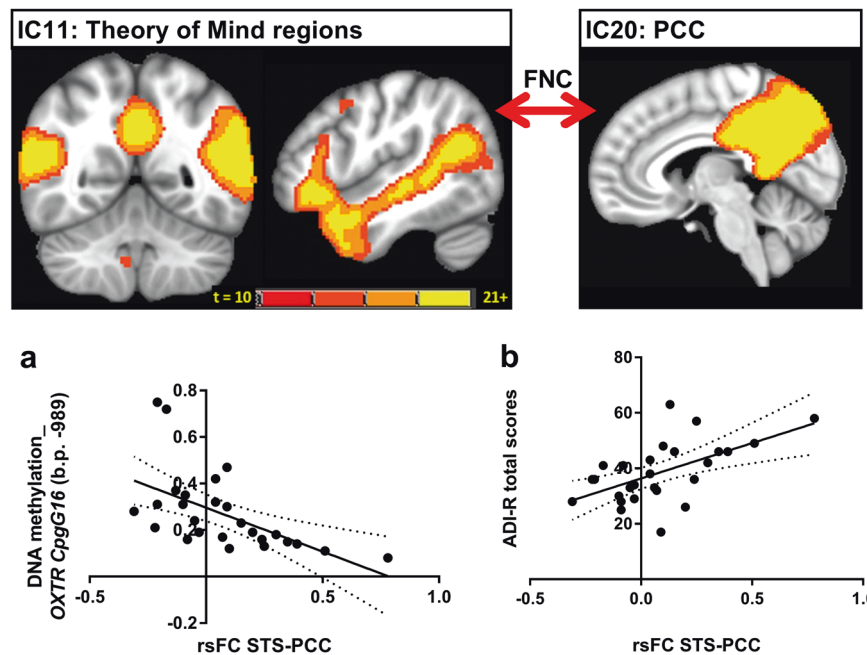 IC11: Theory of Mind regions
IC20: PCC
FNC
t = 10
21+
a
DNA methylation_
OXTR CpgG16 (b.p. -989)
0.8
0.6
0.4
0.2
-0.2
-0.5
0.0
0.5
1.0
rsFC STS-PCC
b
ADI-R total scores
80
60
40
20
-0.5
0.0
0.5
1.0
rsFC STS-PCC